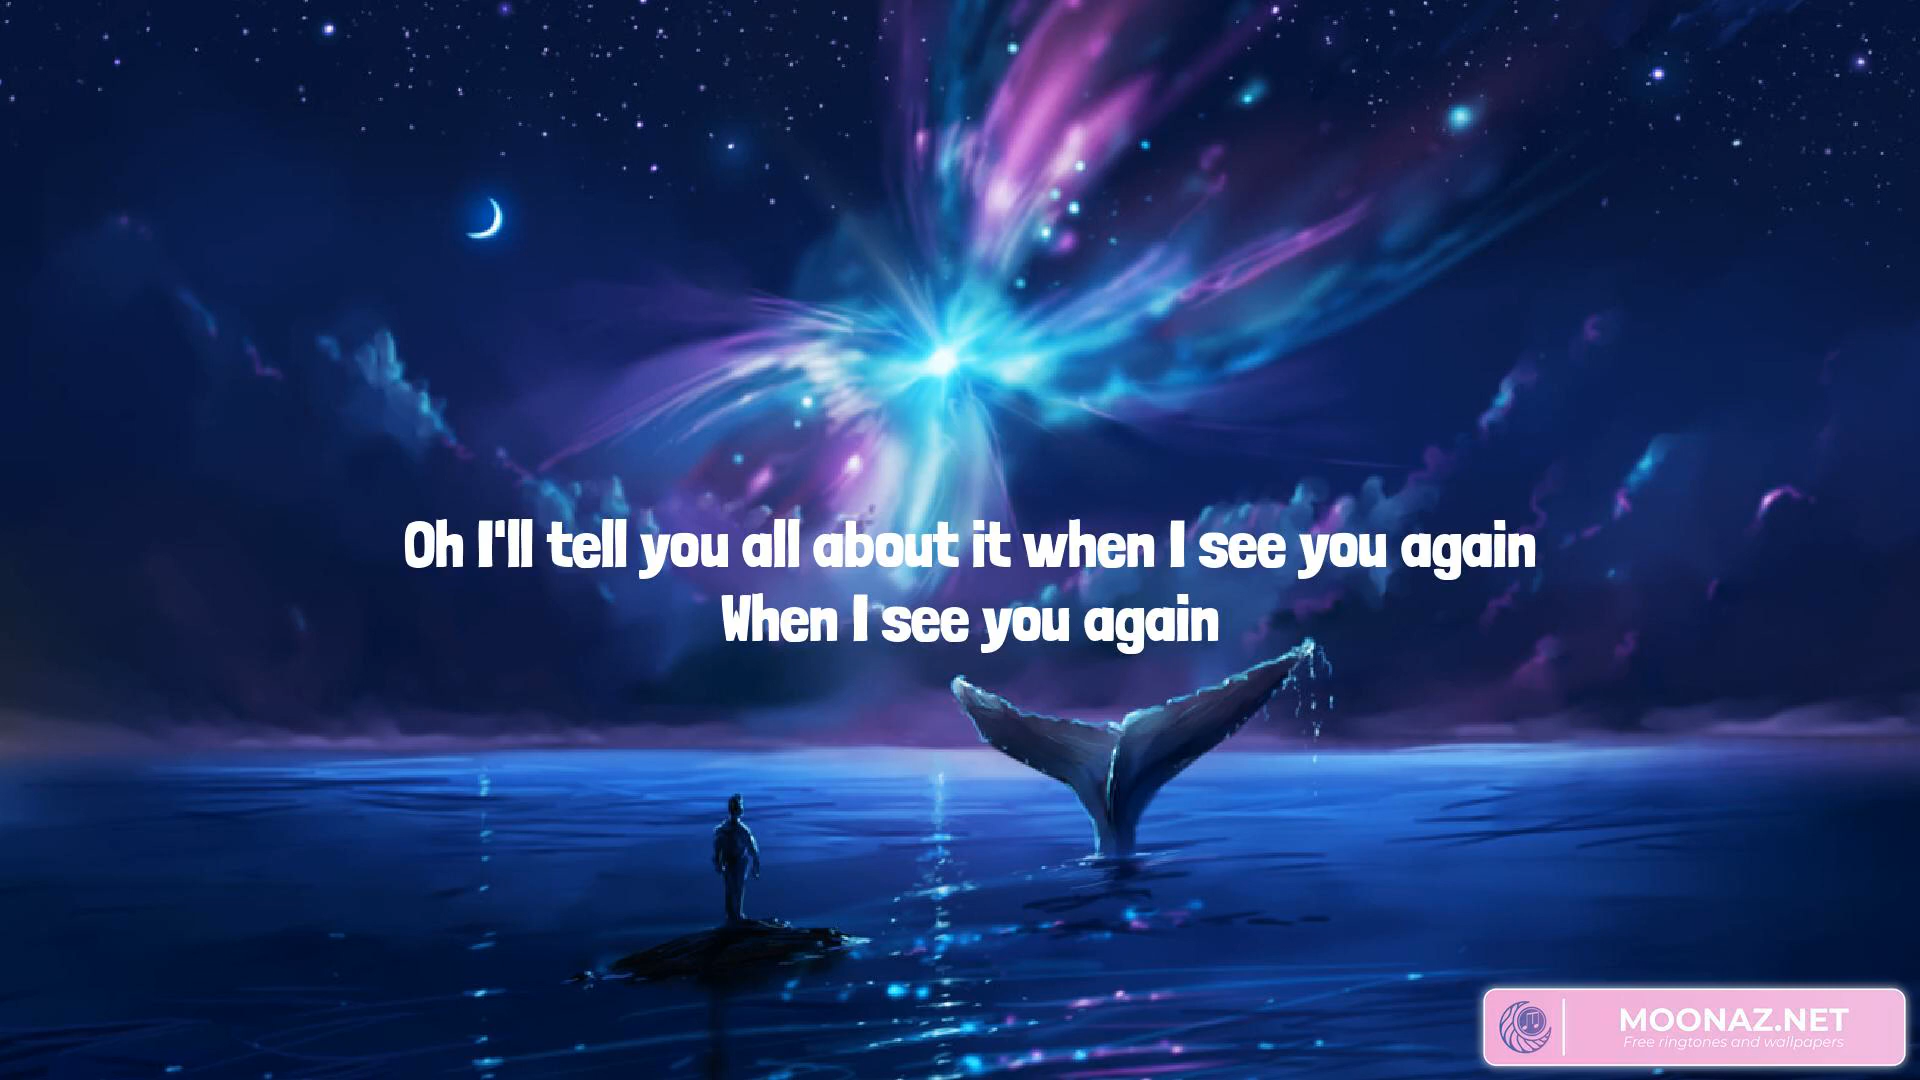 Oh I'll tell you all about it when I see you again
When I see you again
MOONAZ.NET
Free ringtones and wallpapers